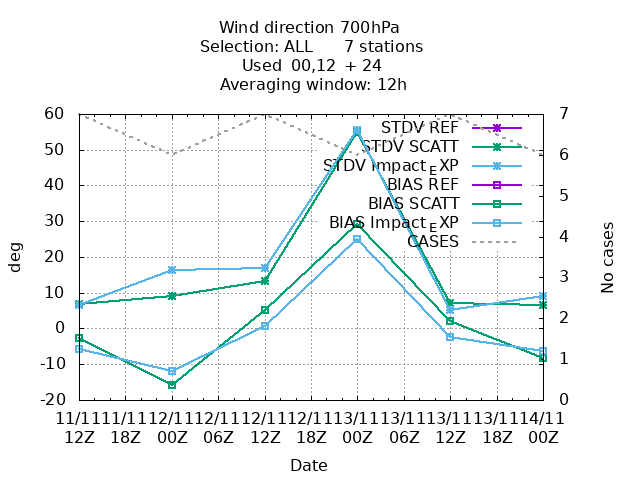 Wind direction 700hPa
Selection: ALL 7 stations
Used 00,12 + 24
Averaging window: 12h
60
50
40
30
20
10
0
-10
-20
deg
7
6
5
4
3
2
1
0
No cases
STDV REF
STDV SCATT
STDV Impact_EXP
BIAS REF
BIAS SCATT
BIAS Impact_EXP
CASES
11/11 11/11 12/11 12/11 12/11 12/11 13/11 13/11 13/11 13/11 14/11
12Z 18Z 00Z 06Z 12Z 18Z 00Z 06Z 12Z 18Z 00Z
Date